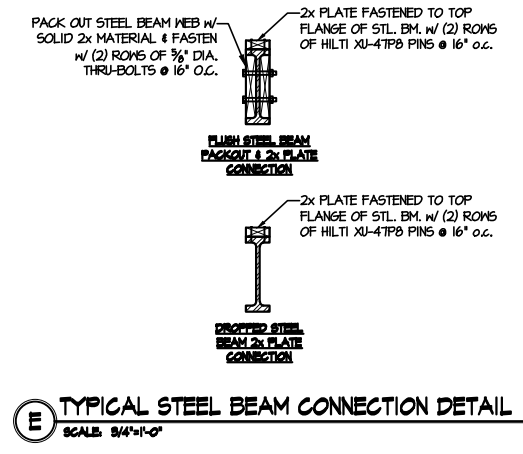 PACK OUT STEEL BEAM WEB W/
SOLID 2x MATERIAL & FASTEN
W/ (2) ROWS OF 5/8" DIA.
THRU-BOLTS @ 16" O.C.
2x PLATE FASTENED TO TOP
FLANGE OF STL. BM. W/ (2) ROWS
OF HILTI XU-47P8 PINS @ 16" O.C.
FLUSH STEEL BEAM
PACKOUT & 2x PLATE
CONNECTION
2x PLATE FASTENED TO TOP
FLANGE OF STL. BM. W/ (2) ROWS
OF HILTI XU-47P8 PINS @ 16" O.C.
DROPPED STEEL
BEAM 2x PLATE
CONNECTION
E TYPICAL STEEL BEAM CONNECTION DETAIL
SCALE: 3/4"=1'-0"